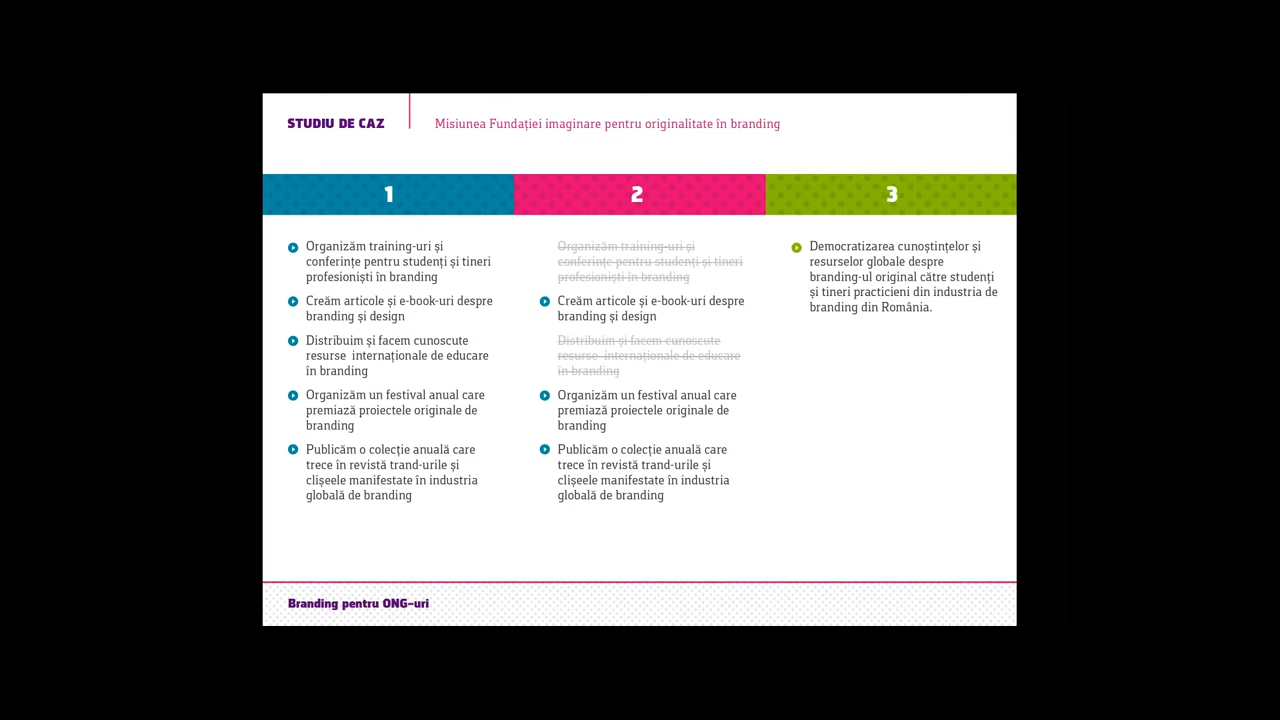 STUDIU DE CAZ
Misiunea Fundației imaginare pentru originalitate în branding
1
Organizăm training-uri și
conferințe pentru studenți și tineri
profesioniști în branding
Creăm articole și e-book-uri despre
branding și design
Distribuim și facem cunoscute
resurse internaționale de educare
în branding
Organizăm un festival anual care
premiază proiectele originale de
branding
Publicăm o colecție anuală care
trece în revistă trand-urile și
clișeele manifestate în industria
globală de branding
2
Organizăm training-uri și
conferințe pentru studenți și tineri
profesioniști în branding
Creăm articole și e-book-uri despre
branding și design
Distribuim și facem cunoscute
resurse internaționale de educare
în branding
Organizăm un festival anual care
premiază proiectele originale de
branding
Publicăm o colecție anuală care
trece în revistă trand-urile și
clișeele manifestate în industria
globală de branding
3
Democratizarea cunoștințelor și
resurselor globale despre
branding-ul original către studenți
și tineri practicieni din industria de
branding din România.
Branding pentru ONG-uri